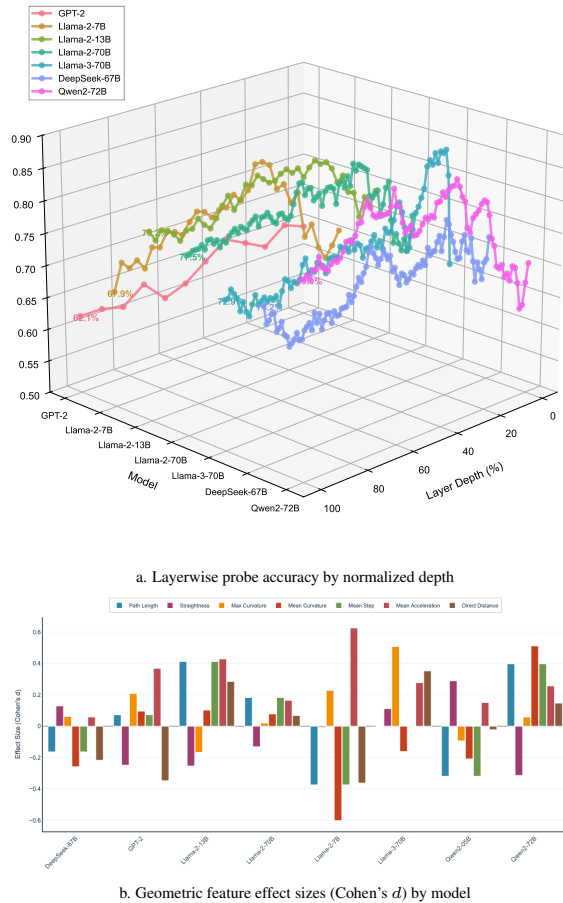 GPT-2
Llama-2-7B
Llama-2-13B
Llama-2-70B
Llama-3-70B
DeepSeek-67B
Qwen2-72B
0.90
0.85
0.80
0.75
0.70
0.65
0.60
0.55
0.50
77.5%
67.9%
62.1%
GPT-2
Llama-2-7B
Llama-2-13B
Llama-2-70B
Llama-3-70B
DeepSeek-67B
Qwen2-72B
Model
0
20
40
60
80
100
Layer Depth (%)
a. Layerwise probe accuracy by normalized depth
Path Length Straightness Max Curvature Mean Curvature Mean Step Mean Acceleration Direct Distance
0.6
0.4
0.2
0
−0.2
−0.4
−0.6
Effect Size (Cohen's d)
DeepSeek-67B
GPT-2
Llama-2-13B
Llama-2-70B
Llama-2-7B
Llama-3-70B
Qwen2-05B
Qwen2-72B
b. Geometric feature effect sizes (Cohen's d) by model